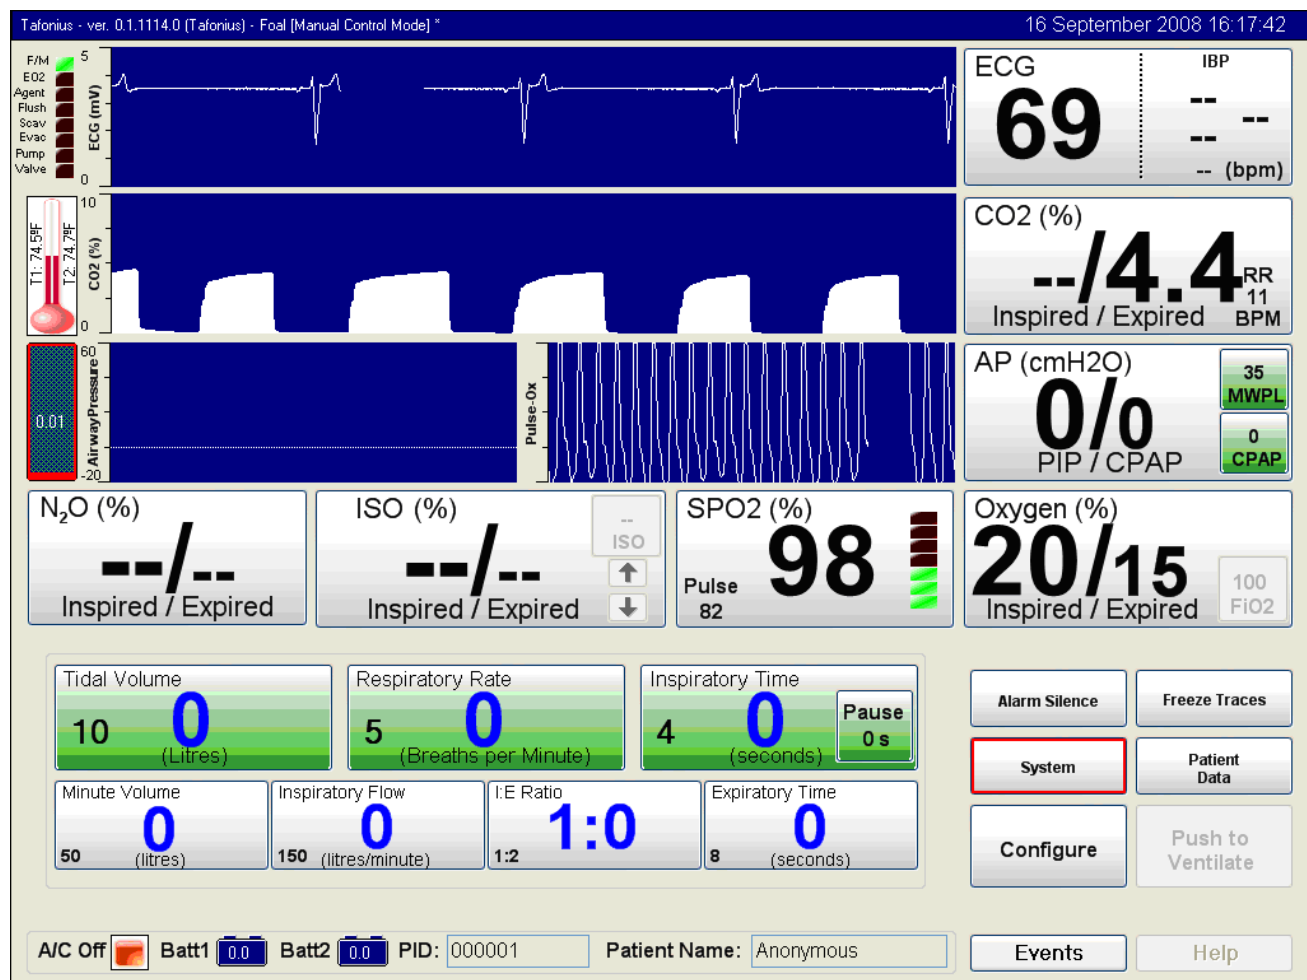 Tafonius - ver. 0.1.1114.0 (Tafonius) - Foal [Manual Control Mode] *
16 September 2008 16:17:42
F/M
EO2
Agent
Flush
Scav
Evac
Pump
Valve
5
ECG (mV)
0
ECG
69
IBP
--
--
--
-- (bpm)
T1: 74.5ºF
T2: 74.7ºF
10
CO2 (%)
0
CO2 (%)
--/4.4
RR
11
BPM
Inspired / Expired
0.01
60
AirwayPressure
-20
Pulse-Ox
AP (cmH2O)
0/0
PIP / CPAP
35
MWPL
0
CPAP
N2O (%)
--/--
Inspired / Expired
ISO (%)
--/--
Inspired / Expired
--
ISO
SPO2 (%)
98
Pulse
82
Oxygen (%)
20/15
Inspired / Expired
100
FiO2
Tidal Volume
10 0
(Litres)
Respiratory Rate
5 0
(Breaths per Minute)
Inspiratory Time
4 0
(seconds)
Pause
0 s
Minute Volume
0
50 (litres)
Inspiratory Flow
0
150 (litres/minute)
I:E Ratio
1:0
1:2
Expiratory Time
0
8 (seconds)
Alarm Silence
Freeze Traces
System
Patient
Data
Configure
Push to
Ventilate
A/C Off Batt1 0.0 Batt2 0.0 PID: 000001 Patient Name: Anonymous
Events
Help